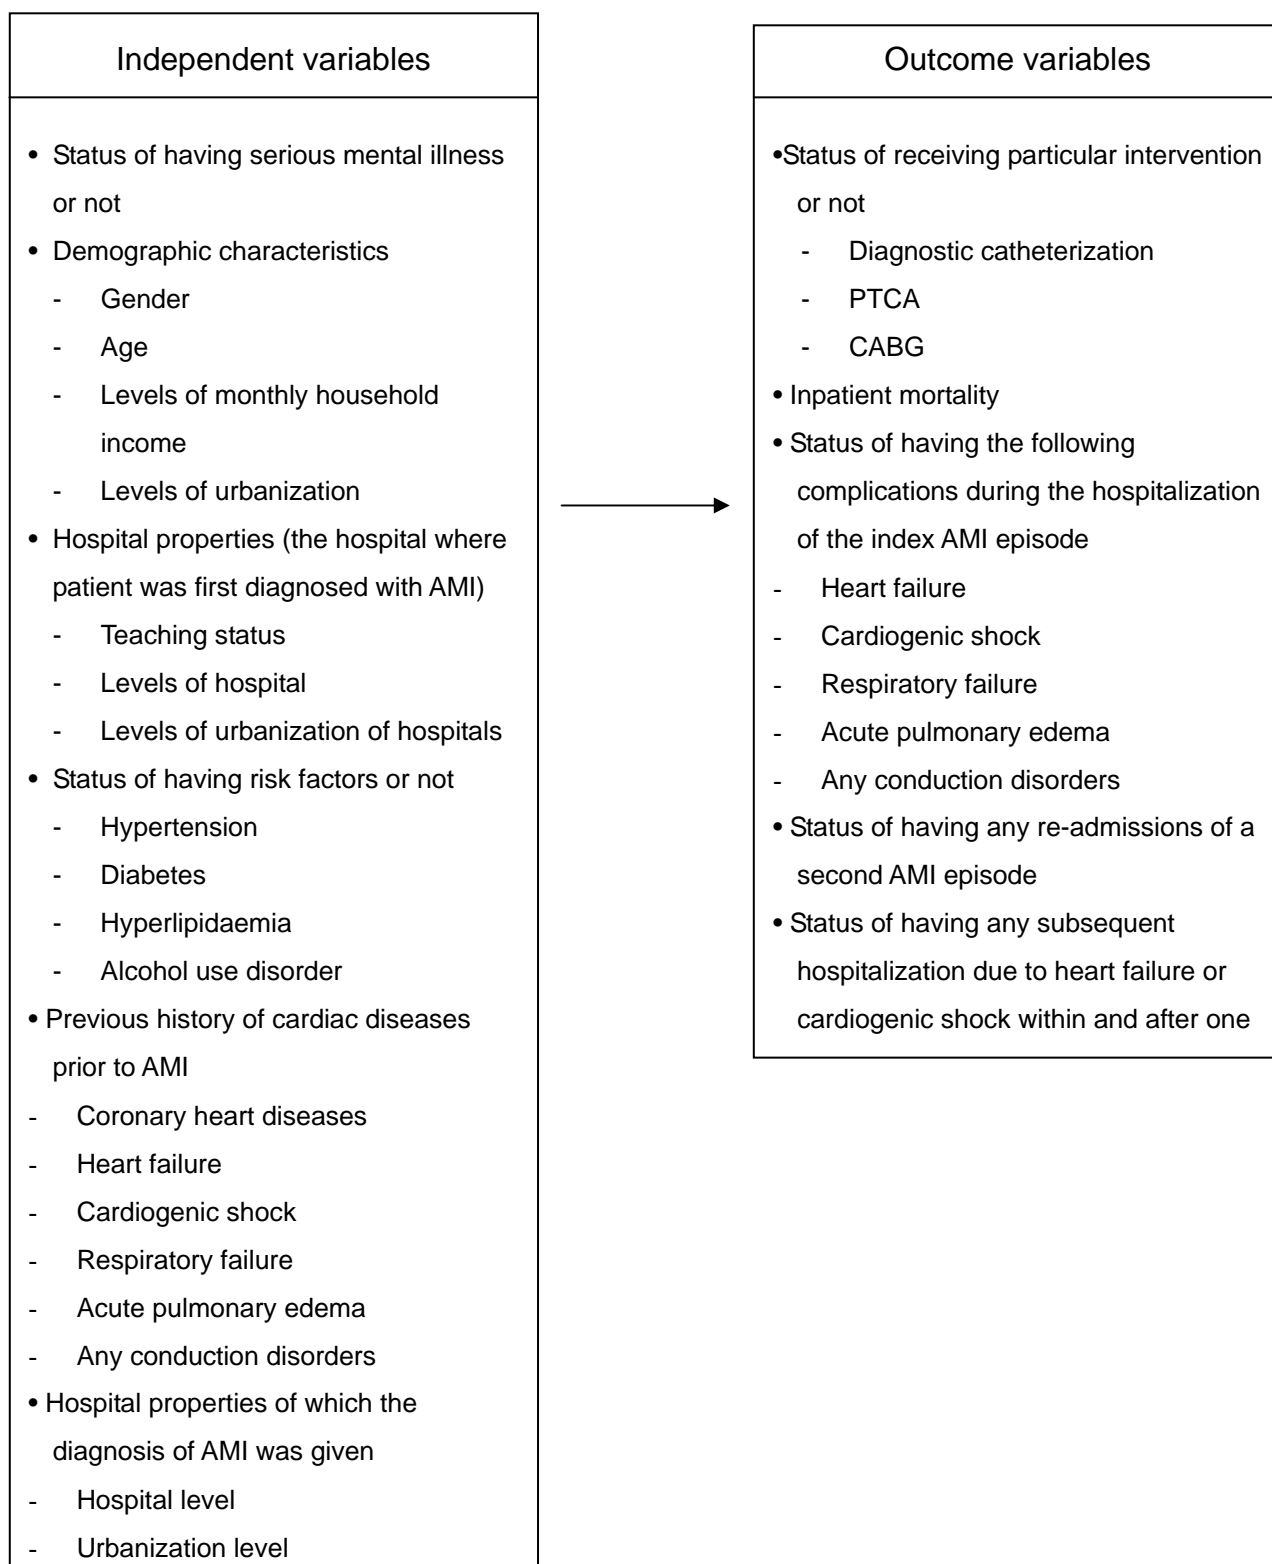 Independent variables
• Status of having serious mental illness
or not
• Demographic characteristics
- Gender
- Age
- Levels of monthly household
income
- Levels of urbanization
• Hospital properties (the hospital where
patient was first diagnosed with AMI)
- Teaching status
- Levels of hospital
- Levels of urbanization of hospitals
• Status of having risk factors or not
- Hypertension
- Diabetes
- Hyperlipidaemia
- Alcohol use disorder
• Previous history of cardiac diseases
prior to AMI
- Coronary heart diseases
- Heart failure
- Cardiogenic shock
- Respiratory failure
- Acute pulmonary edema
- Any conduction disorders
• Hospital properties of which the
diagnosis of AMI was given
- Hospital level
- Urbanization level
Outcome variables
•Status of receiving particular intervention
or not
- Diagnostic catheterization
- PTCA
- CABG
• Inpatient mortality
• Status of having the following
complications during the hospitalization
of the index AMI episode
- Heart failure
- Cardiogenic shock
- Respiratory failure
- Acute pulmonary edema
- Any conduction disorders
• Status of having any re-admissions of a
second AMI episode
• Status of having any subsequent
hospitalization due to heart failure or
cardiogenic shock within and after one